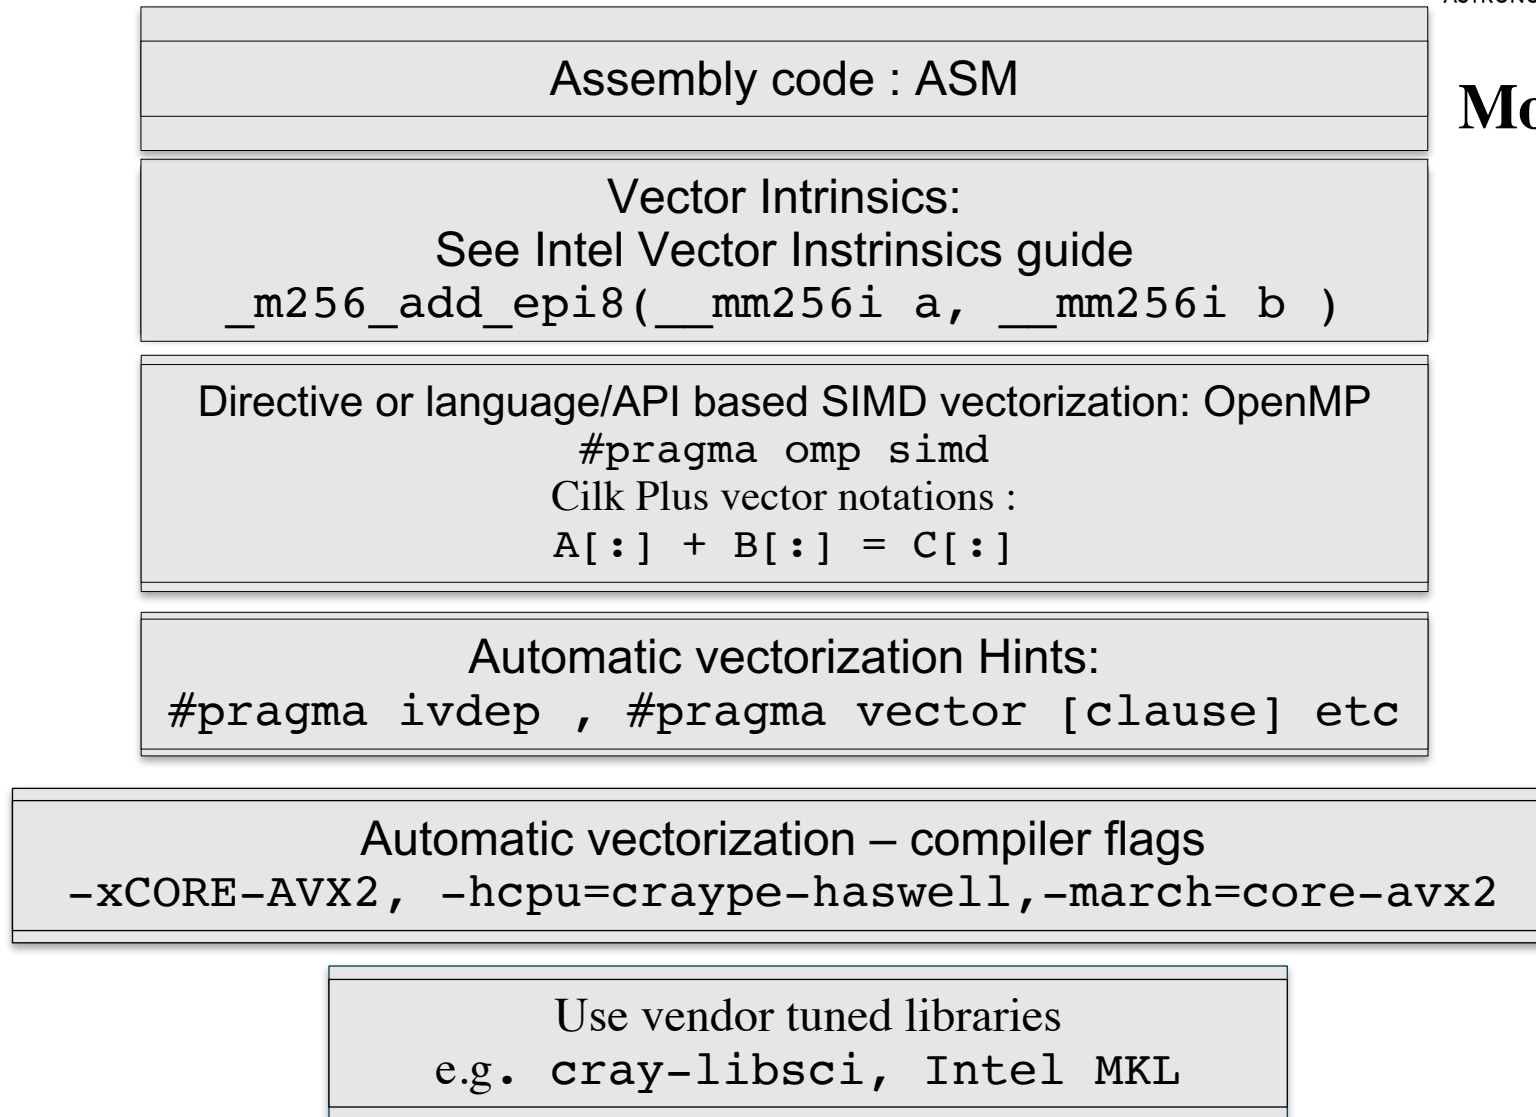 Assembly code : ASM
Vector Intrinsics:
See Intel Vector Instrinsics guide
_m256_add_epi8(__mm256i a, __mm256i b )
Directive or language/API based SIMD vectorization: OpenMP
#pragma omp simd
Cilk Plus vector notations :
A[:] + B[:] = C[:]
Automatic vectorization Hints:
#pragma ivdep , #pragma vector [clause] etc
Automatic vectorization – compiler flags
-xCORE-AVX2, -hcpu=craype-haswell,-march=core-avx2
Use vendor tuned libraries
e.g. cray-libsci, Intel MKL